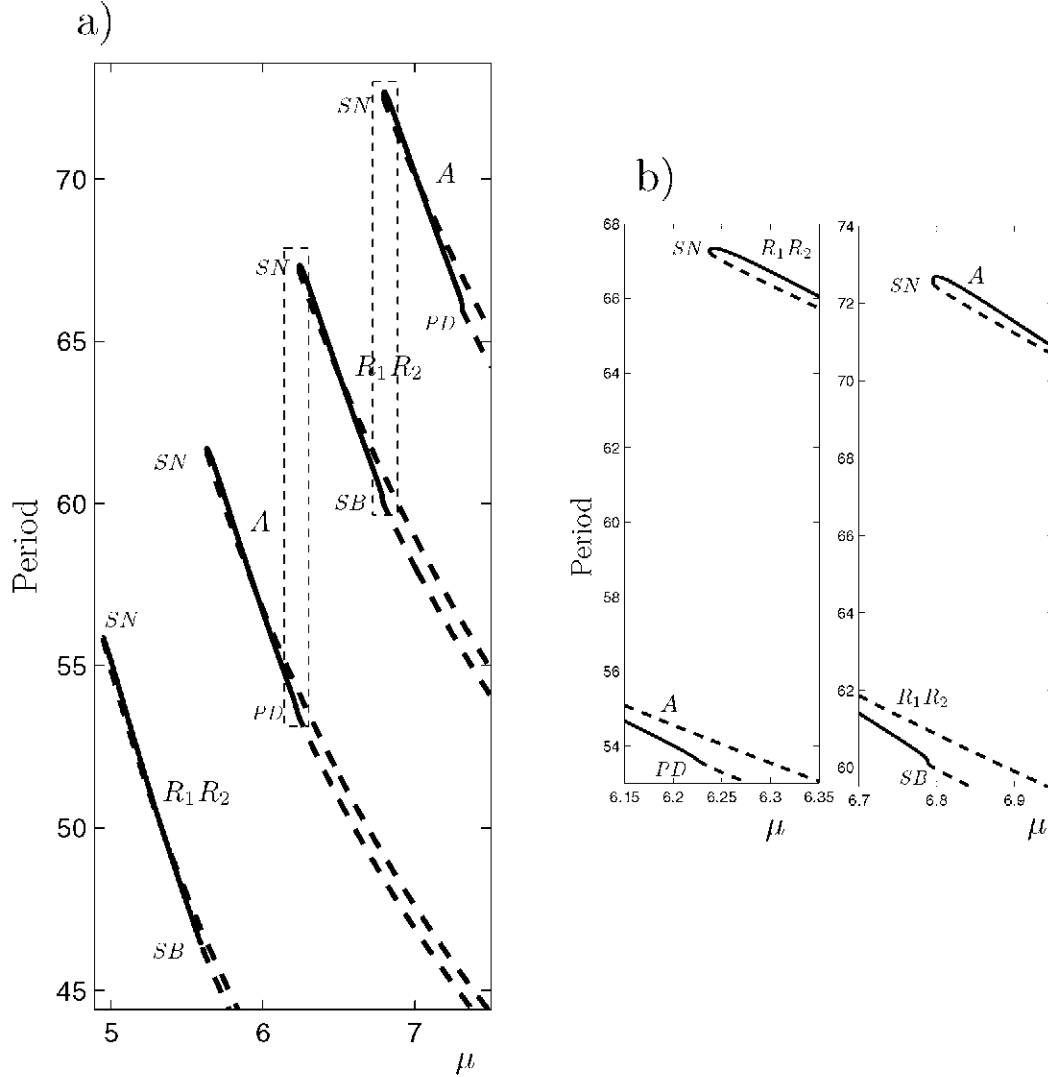 a)
Period
70
65
60
55
50
45
5
6
7
μ
SN
A
PD
SN
R₁R₂
SB
SN
A
PD
SN
R₁R₂
SB
b)
Period
68
66
64
62
60
58
56
54
6.15
6.2
6.25
6.3
6.35
μ
SN
R₁R₂
A
PD
74
72
70
68
66
64
62
60
6.7
6.8
6.9
μ
SN
A
R₁R₂
SB